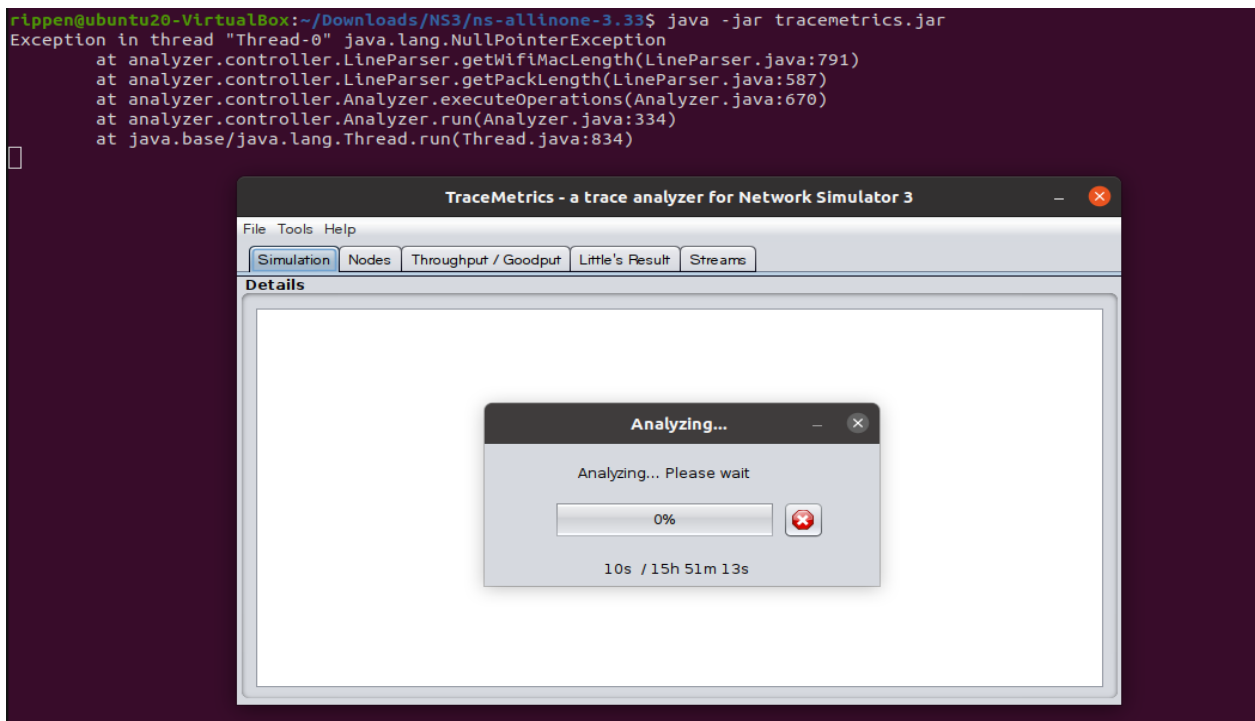 rippen@ubuntu20-VirtualBox:~/Downloads/NS3/ns-allinone-3.33$ java -jar tracemetrics.jar
Exception in thread "Thread-0" java.lang.NullPointerException
at analyzer.controller.LineParser.getWifiMacLength(LineParser.java:791)
at analyzer.controller.LineParser.getPackLength(LineParser.java:587)
at analyzer.controller.Analyzer.executeOperations(Analyzer.java:670)
at analyzer.controller.Analyzer.run(Analyzer.java:334)
at java.base/java.lang.Thread.run(Thread.java:834)
TraceMetrics - a trace analyzer for Network Simulator 3
File Tools Help
Simulation Nodes Throughput / Goodput Little's Result Streams
Details
Analyzing...
Analyzing... Please wait
0%
10s / 15h 51m 13s